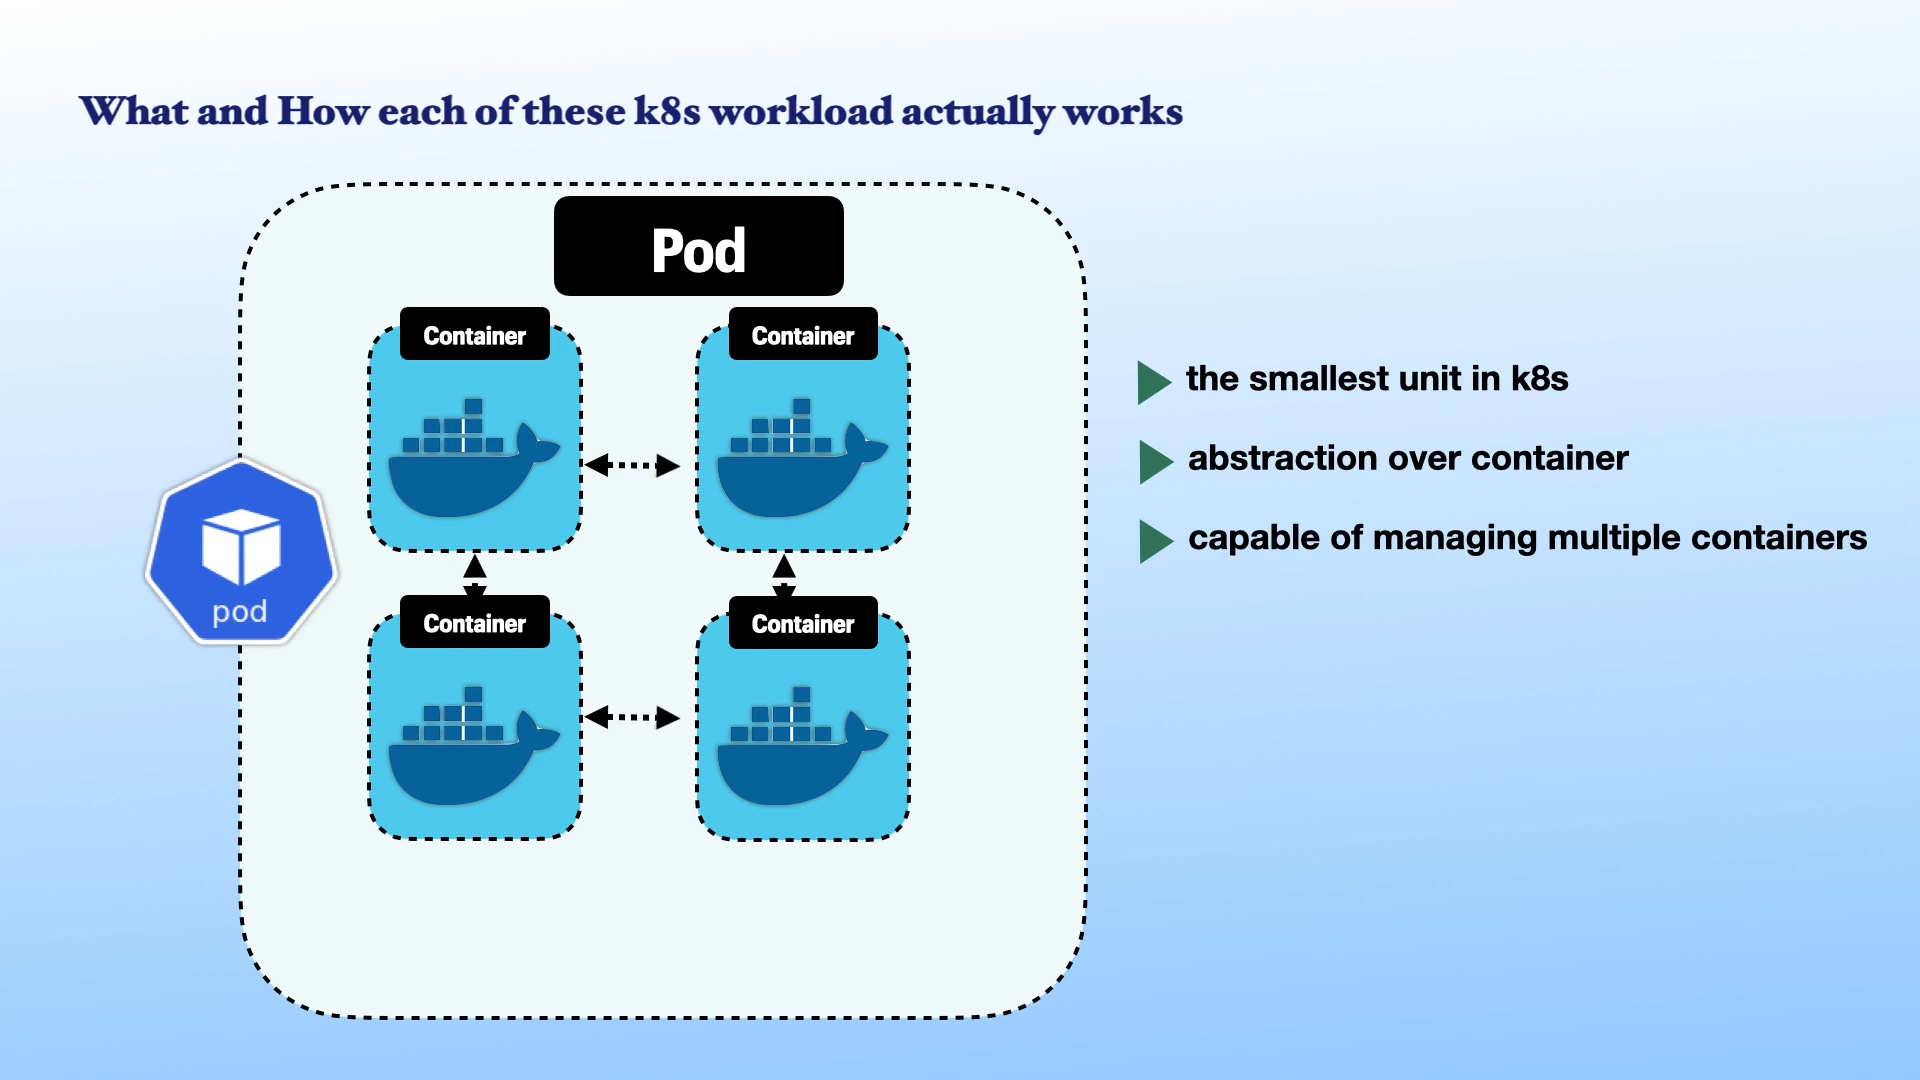 What and How each of these k8s workload actually works
Pod
Container
Container
the smallest unit in k8s
abstraction over container
capable of managing multiple containers
pod
Container
Container